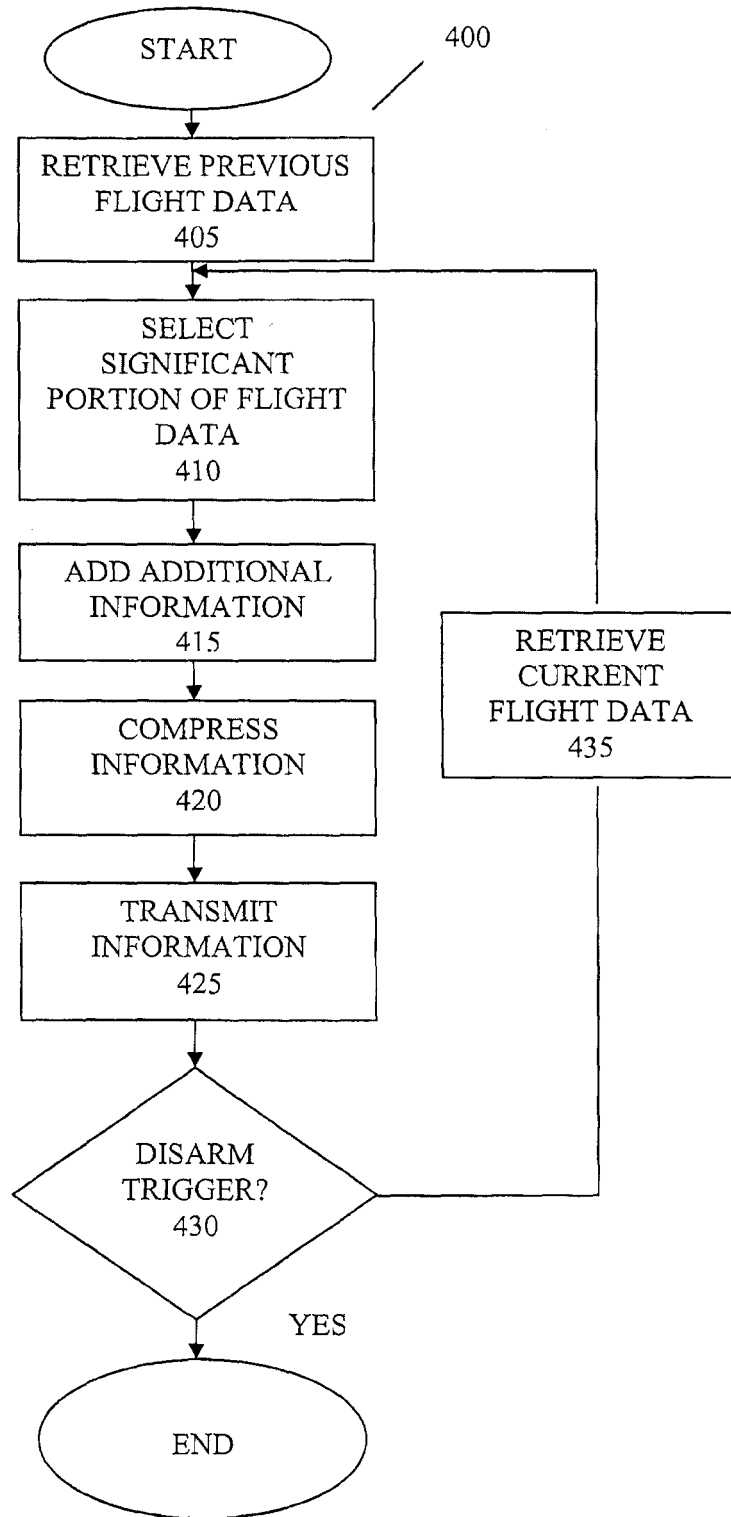 START
400
RETRIEVE PREVIOUS
FLIGHT DATA
405
SELECT
SIGNIFICANT
PORTION OF FLIGHT
DATA
410
ADD ADDITIONAL
INFORMATION
415
RETRIEVE
CURRENT
FLIGHT DATA
435
COMPRESS
INFORMATION
420
TRANSMIT
INFORMATION
425
DISARM
TRIGGER?
430
YES
END